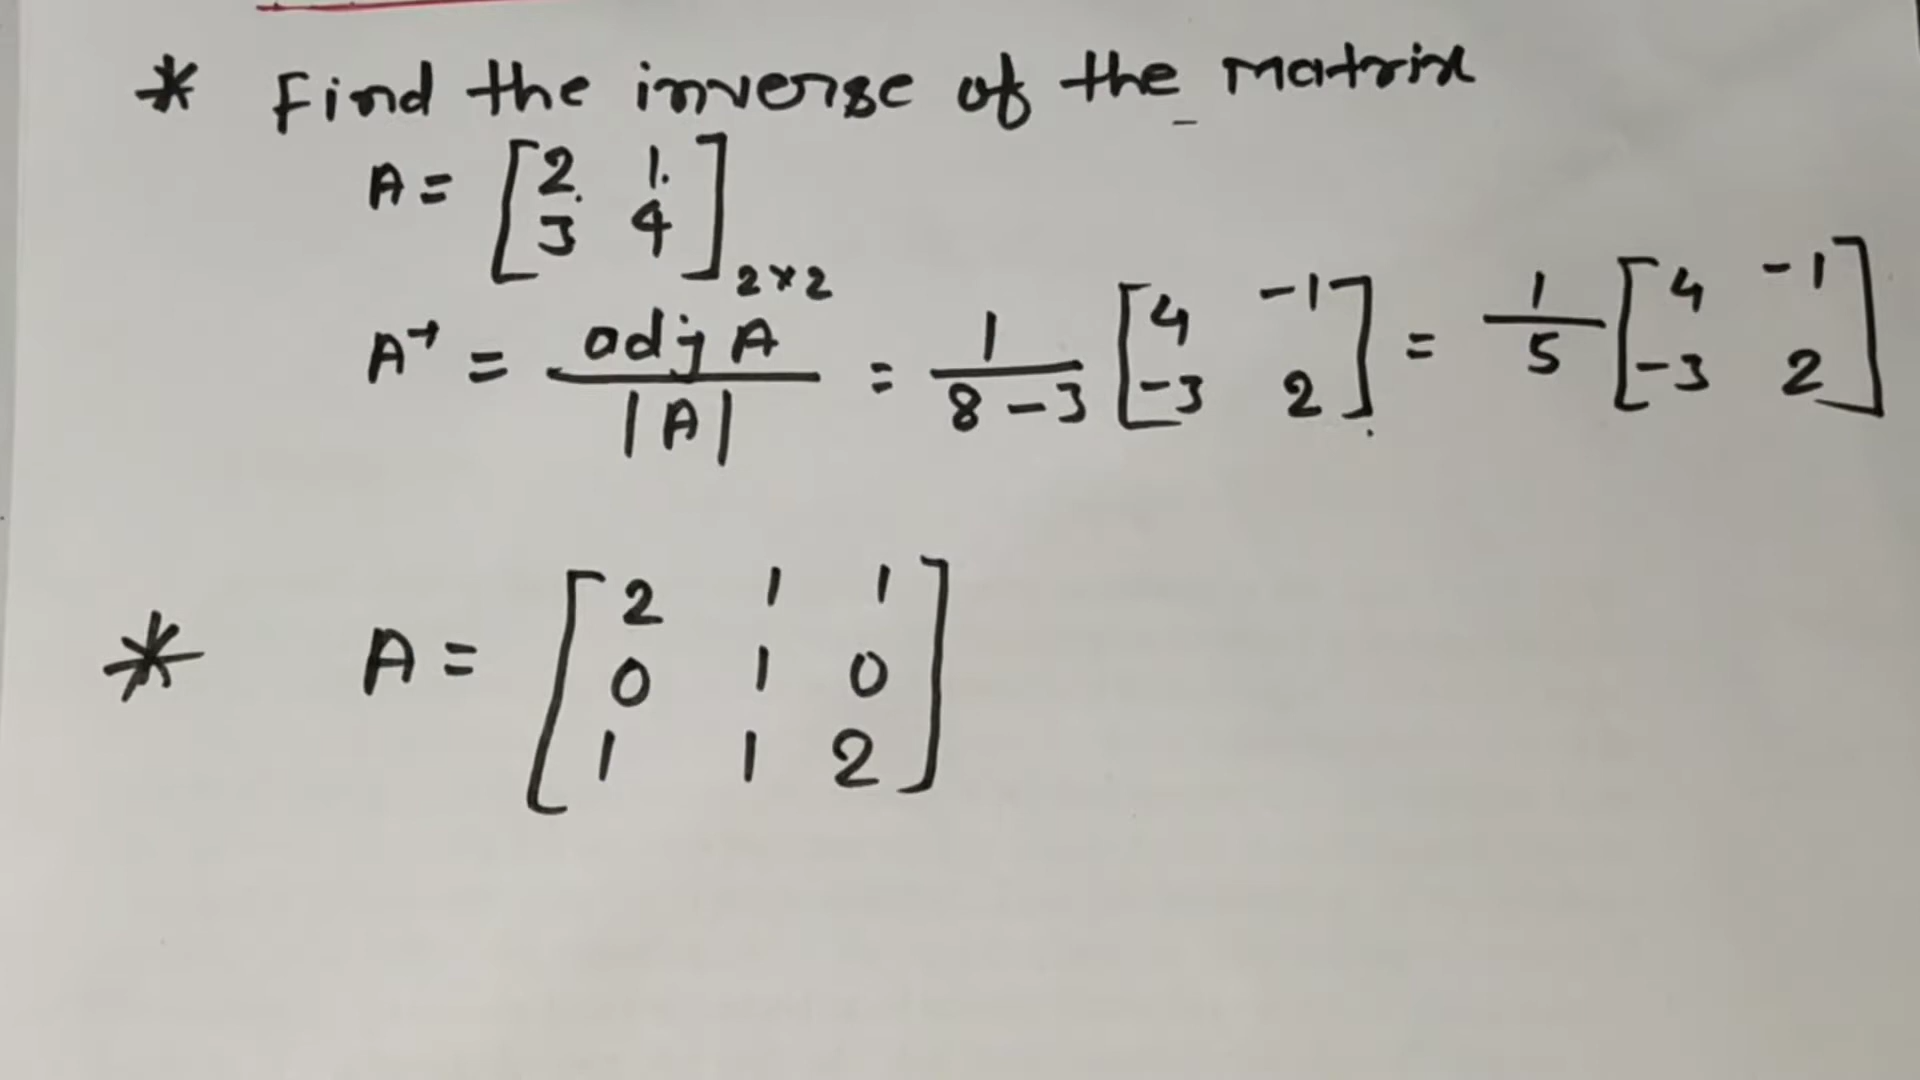 * Find the inverse of the matrix
A = [2 1
3 4] 2×2
A⁻¹ = adj A / |A| = 1 / 8-3 [4 -1
-3 2] = 1/5 [4 -1
-3 2]
* A = [2 1 1
0 1 0
1 1 2]